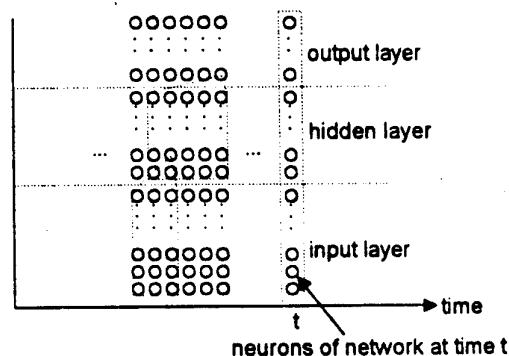 output layer
hidden layer
... ...
input layer
time
t
neurons of network at time t